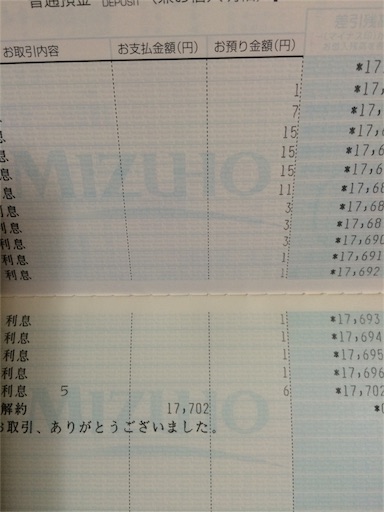 普通預金 DEPOSIT
お取引内容 お支払金額(円) お預り金額(円)
*17,
1 *17,
7 *17,
息 15 *17,6
息 15 *17,6
息 15 *17,6
息 11 *17,68
利息 3 *17,68
利息 3 *17,68
利息 3 *17,690
利息 1 *17,691
利息 1 *17,692
MIZUHO
利息 1 *17,693
利息 1 *17,694
利息 1 *17,695
利息 1 *17,696
利息 5 6 *17,702
解約 17,702 *0
お取引、ありがとうございました。
MIZUHO